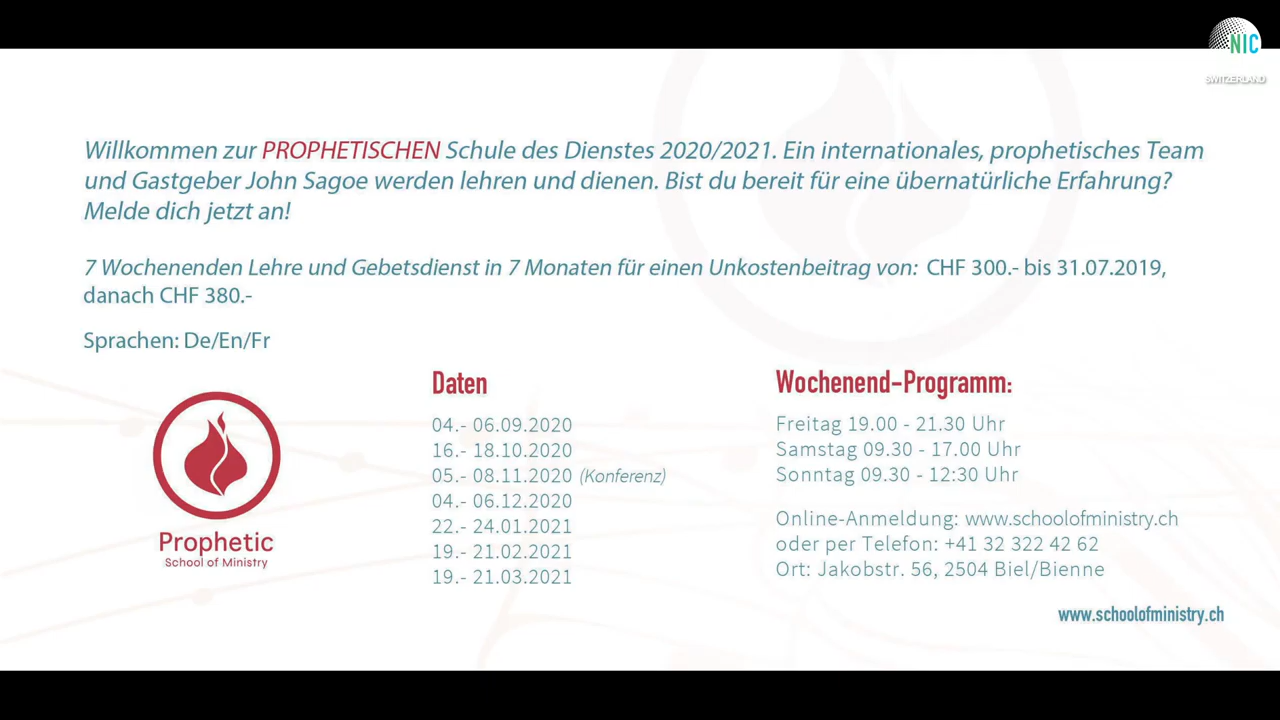 NIC
SWITZERLAND
Willkommen zur PROPHETISCHEN Schule des Dienstes 2020/2021. Ein internationales, prophetisches Team
und Gastgeber John Sagoe werden lehren und dienen. Bist du bereit für eine übernatürliche Erfahrung?
Melde dich jetzt an!
7 Wochenenden Lehre und Gebetsdienst in 7 Monaten für einen Unkostenbeitrag von: CHF 300.- bis 31.07.2019,
danach CHF 380.-
Sprachen: De/En/Fr
Prophetic
School of Ministry
Daten
04.- 06.09.2020
16.- 18.10.2020
05.- 08.11.2020 (Konferenz)
04.- 06.12.2020
22.- 24.01.2021
19.- 21.02.2021
19.- 21.03.2021
Wochenend-Programm:
Freitag 19.00 - 21.30 Uhr
Samstag 09.30 - 17.00 Uhr
Sonntag 09.30 - 12:30 Uhr
Online-Anmeldung: www.schoolofministry.ch
oder per Telefon: +41 32 322 42 62
Ort: Jakobstr. 56, 2504 Biel/Bienne
www.schoolofministry.ch